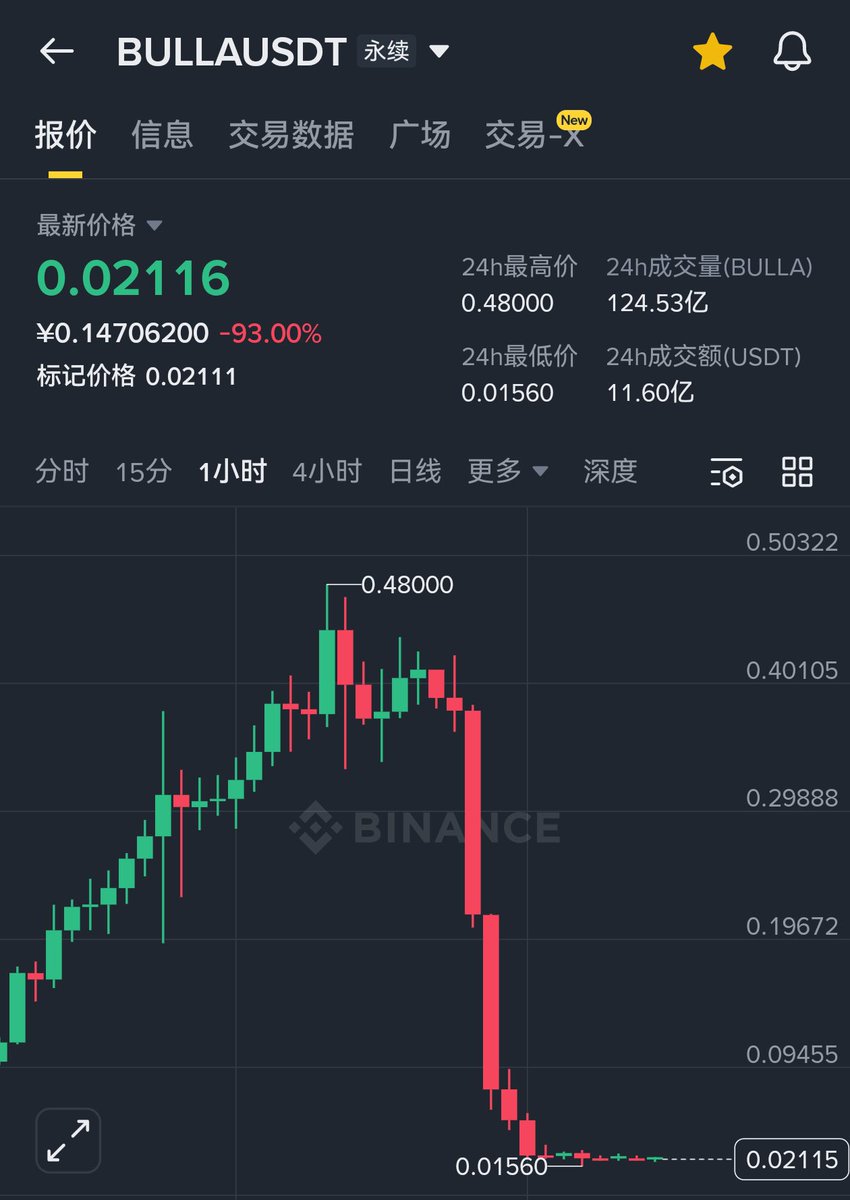 BULLAUSDT 永续
报价 信息 交易数据 广场 交易-X New
最新价格
0.02116
¥0.14706200 -93.00%
标记价格 0.02111
24h最高价 24h成交量(BULLA)
0.48000 124.53亿
24h最低价 24h成交额(USDT)
0.01560 11.60亿
分时 15分 1小时 4小时 日线 更多 深度
0.50322
0.48000
0.40105
0.29888
BINANCE
0.19672
0.09455
0.01560
0.02115